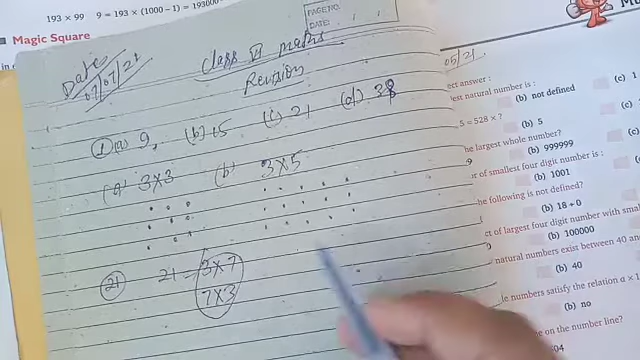 193 × 99 9 = 193 × (1000 – 1) = 193000
Magic Square
PAGE NO.
DATE: / /
Date
07/07/21
Class VI maths
Revision
① (a) 9, (b) 15 (c) 21 (d) 38
(a) 3×3 (b) 3×5
21 21 = 3×7
7×3
05/21.
ect answer :
est natural number is :
(b) not defined (c) 1
5 = 528 × ?
(b) 5 (c)
he largest whole number?
(b) 999999 (c)
r of smallest four digit number is :
(b) 1001 (c)
he following is not defined?
(b) 18 ÷ 0
ct of largest four digit number with smal
(b) 100000
natural numbers exist between 40 an
(b) 40
le numbers satisfy the relation a × 1
(b) no
e on the number line?
604